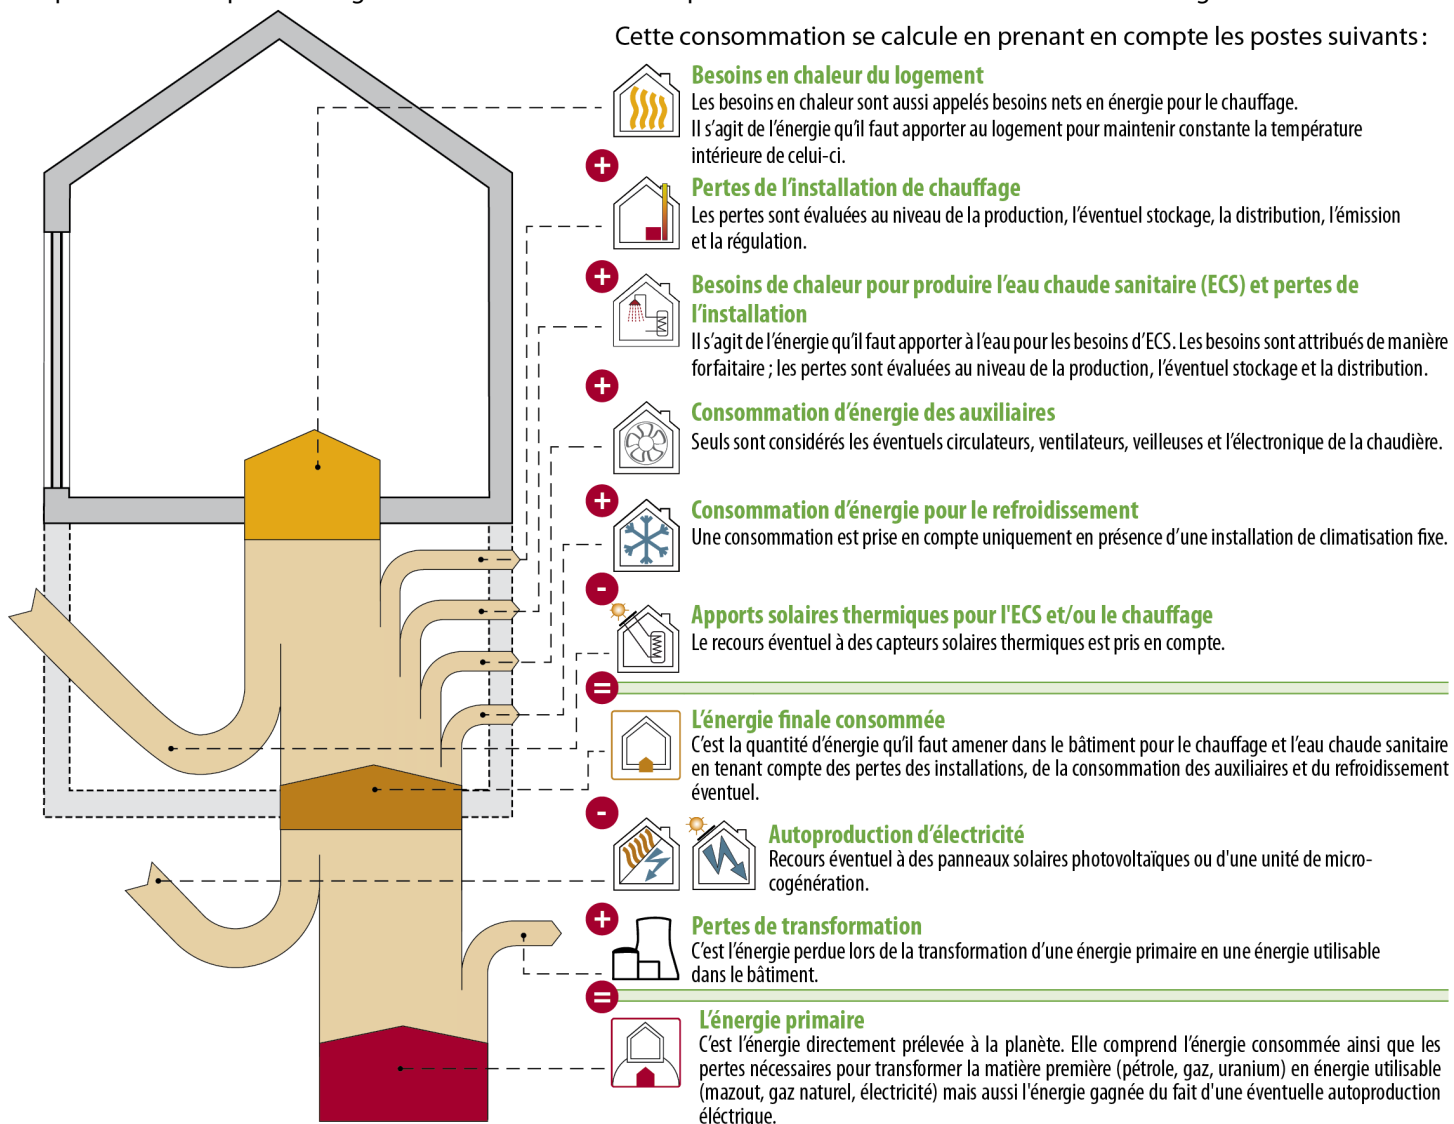 Cette consommation se calcule en prenant en compte les postes suivants :
Besoins en chaleur du logement
Les besoins en chaleur sont aussi appelés besoins nets en énergie pour le chauffage.
Il s’agit de l’énergie qu’il faut apporter au logement pour maintenir constante la température
intérieure de celui-ci.
+
Pertes de l’installation de chauffage
Les pertes sont évaluées au niveau de la production, l’éventuel stockage, la distribution, l’émission
et la régulation.
+
Besoins de chaleur pour produire l’eau chaude sanitaire (ECS) et pertes de
l’installation
Il s’agit de l’énergie qu’il faut apporter à l’eau pour les besoins d’ECS. Les besoins sont attribués de manière
forfaitaire ; les pertes sont évaluées au niveau de la production, l’éventuel stockage et la distribution.
+
Consommation d’énergie des auxiliaires
Seuls sont considérés les éventuels circulateurs, ventilateurs, veilleuses et l’électronique de la chaudière.
+
Consommation d’énergie pour le refroidissement
Une consommation est prise en compte uniquement en présence d’une installation de climatisation fixe.
-
Apports solaires thermiques pour l'ECS et/ou le chauffage
Le recours éventuel à des capteurs solaires thermiques est pris en compte.
=
L’énergie finale consommée
C’est la quantité d’énergie qu’il faut amener dans le bâtiment pour le chauffage et l’eau chaude sanitaire
en tenant compte des pertes des installations, de la consommation des auxiliaires et du refroidissement
éventuel.
-
Autoproduction d’électricité
Recours éventuel à des panneaux solaires photovoltaïques ou d'une unité de micro-
cogénération.
+
Pertes de transformation
C’est l’énergie perdue lors de la transformation d’une énergie primaire en une énergie utilisable
dans le bâtiment.
=
L’énergie primaire
C’est l’énergie directement prélevée à la planète. Elle comprend l’énergie consommée ainsi que les
pertes nécessaires pour transformer la matière première (pétrole, gaz, uranium) en énergie utilisable
(mazout, gaz naturel, électricité) mais aussi l'énergie gagnée du fait d'une éventuelle autoproduction
éléctrique.